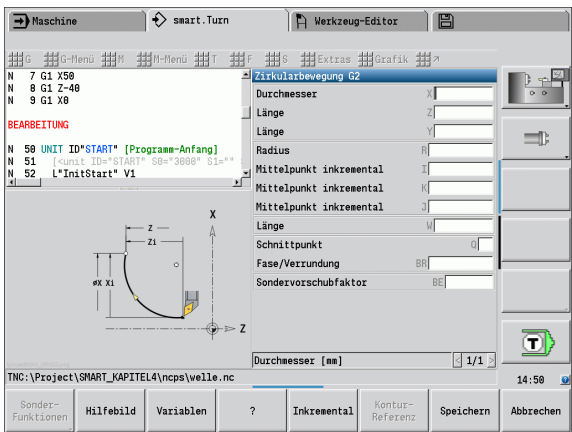 Maschine
smart.Turn
Werkzeug-Editor
G
G-Menü
M
M-Menü
T
F
S
Extras
Grafik
N 7 G1 X50
N 8 G1 Z-40
N 9 G1 X0
BEARBEITUNG
N 50 UNIT ID"START" [Programm-Anfang]
N 51 [<unit ID="START" S0="3000" S1=""
N 52 L"InitStart" V1
Zirkularbewegung G2
Durchmesser X
Länge Z
Länge Y
Radius R
Mittelpunkt inkremental I
Mittelpunkt inkremental K
Mittelpunkt inkremental J
Länge W
Schnittpunkt Q
Fase/Verrundung BR
Sondervorschubfaktor BE
X
Z
Zi
øX Xi
Z
Durchmesser [mm]
< 1/1 >
T
TNC:\Project\SMART_KAPITEL4\ncps\welle.nc
14:50
Sonder-
Funktionen
Hilfebild
Variablen
?
Inkremental
Kontur-
Referenz
Speichern
Abbrechen